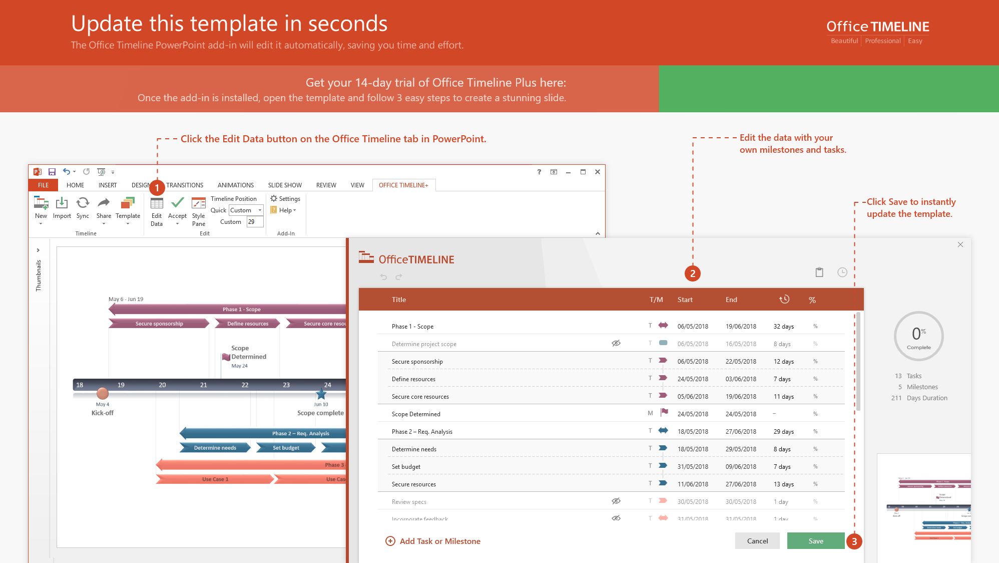 Update this template in seconds
The Office Timeline PowerPoint add-in will edit it automatically, saving you time and effort.
Office TIMELINE
Beautiful Professional Easy
Get your 14-day trial of Office Timeline Plus here:
Once the add-in is installed, open the template and follow 3 easy steps to create a stunning slide.
Click the Edit Data button on the Office Timeline tab in PowerPoint.
Edit the data with your
own milestones and tasks.
Click Save to instantly
update the template.
1
2
3
FILE HOME INSERT DESIGN TRANSITIONS ANIMATIONS SLIDE SHOW REVIEW VIEW OFFICE TIMELINE+
New Import Sync Share Template
Timeline
Edit Data
Accept
Style Pane
Timeline Position
Quick Custom
Custom 29
Edit
Settings
Help
Add-In
Thumbnails
May 6 - Jun 19
Phase 1 - Scope
Secure sponsorship Define resources Secure core resou
Scope
Determined
May 24
18 19 20 21 22 23 24
May 4
Kick-off
Jun 10
Scope complete
Phase 2 – Req. Analysis
Determine needs Set budget
Phase 3
Use Case 1 Use Cas
OfficeTIMELINE
Title T/M Start End %
Phase 1 - Scope T 06/05/2018 19/06/2018 32 days %
Determine project scope T 06/05/2018 16/05/2018 8 days %
Secure sponsorship T 06/05/2018 22/05/2018 12 days %
Define resources T 24/05/2018 03/06/2018 7 days %
Secure core resources T 05/06/2018 19/06/2018 11 days %
Scope Determined M 24/05/2018 24/05/2018 – %
Phase 2 – Req. Analysis T 18/05/2018 27/06/2018 29 days %
Determine needs T 18/05/2018 29/05/2018 8 days %
Set budget T 31/05/2018 09/06/2018 7 days %
Secure resources T 11/06/2018 27/06/2018 13 days %
Review specs T 30/05/2018 30/05/2018 1 day %
Incorporate feedback T 31/05/2018 31/05/2018 1 day %
Add Task or Milestone
Cancel
Save
0%
Complete
13 Tasks
5 Milestones
211 Days Duration